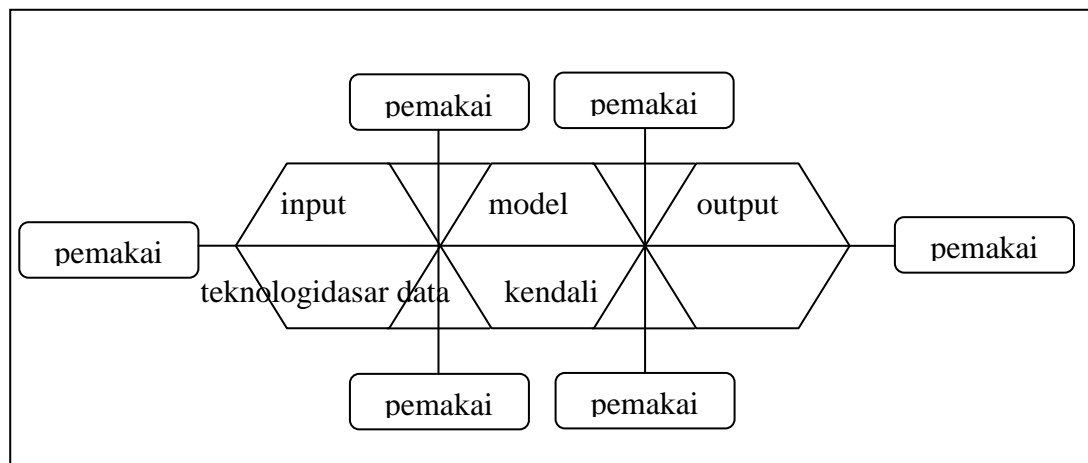 pemakai
pemakai
input
model
output
pemakai
pemakai
teknologidasar data
kendali
pemakai
pemakai